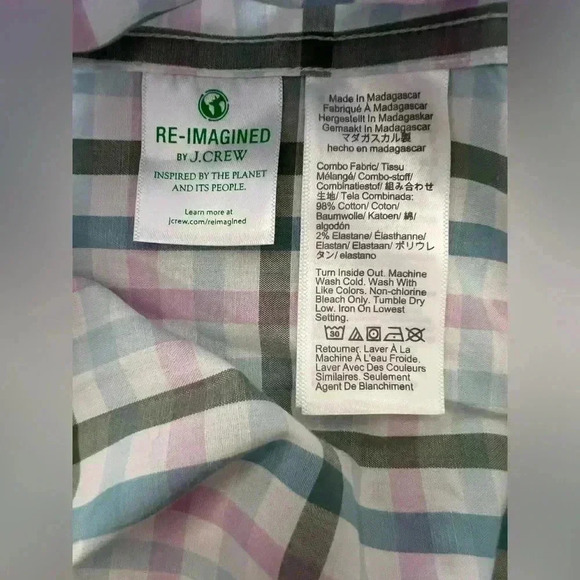 RE-IMAGINED
BY J.CREW
INSPIRED BY THE PLANET
AND ITS PEOPLE.
Learn more at
jcrew.com/reimagined
Made In Madagascar
Fabriqué À Madagascar
Hergestellt In Madagaskar
Gemaakt In Madagascar
マダガスカル製
hecho en madagascar
Combo Fabric/ Tissu
Mélangé/ Combo-stoff/
Combinatiestof/ 組み合わせ
生地/ Tela Combinada:
98% Cotton/ Coton/
Baumwolle/ Katoen/ 綿/
algodón
2% Elastane/ Élasthanne/
Elastan/ Elastaan/ ポリウレ
タン/ elastano
Turn Inside Out. Machine
Wash Cold. Wash With
Like Colors. Non-chlorine
Bleach Only. Tumble Dry
Low. Iron On Lowest
Setting.
30
Retourner. Laver À La
Machine À L'eau Froide.
Laver Avec Des Couleurs
Similaires. Seulement
Agent De Blanchiment